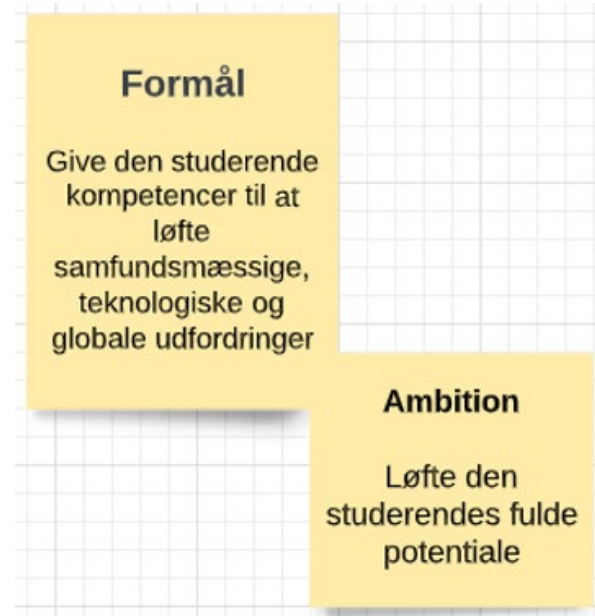 Formål
Give den studerende
kompetencer til at
løfte
samfundsmæssige,
teknologiske og
globale udfordringer
Ambition
Løfte den
studerendes fulde
potentiale